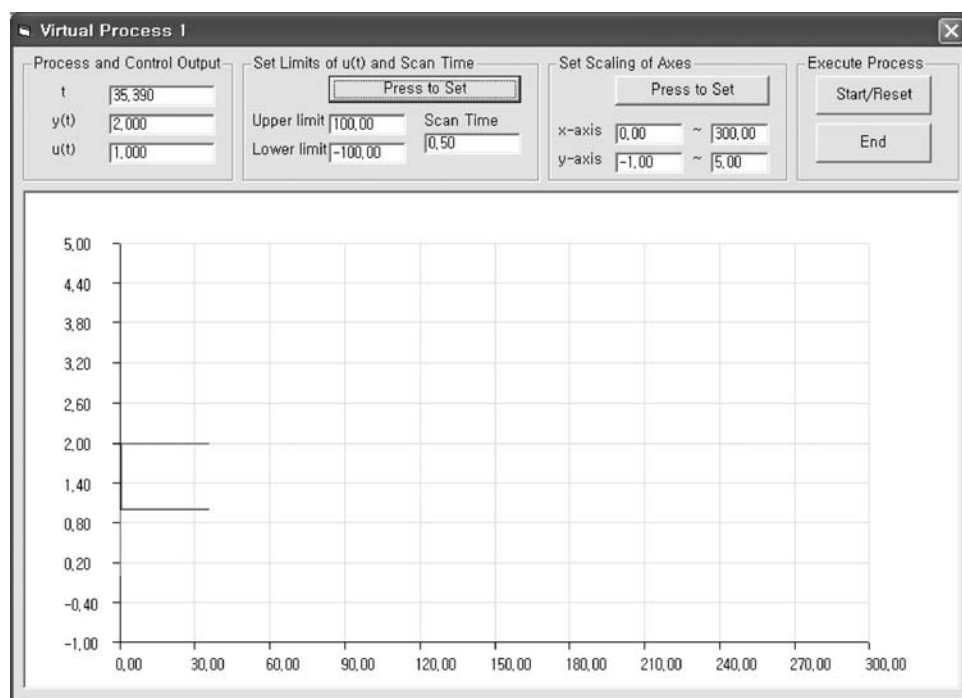 Virtual Process 1
Process and Control Output
t 35,390
y(t) 2,000
u(t) 1,000
Set Limits of u(t) and Scan Time
Press to Set
Upper limit 100,00
Lower limit -100,00
Scan Time
0,50
Set Scaling of Axes
Press to Set
x-axis 0,00 ~ 300,00
y-axis -1,00 ~ 5,00
Execute Process
Start/Reset
End
5,00
4,40
3,80
3,20
2,60
2,00
1,40
0,80
0,20
-0,40
-1,00
0,00 30,00 60,00 90,00 120,00 150,00 180,00 210,00 240,00 270,00 300,00